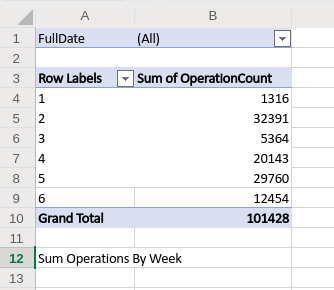 A B
1 FullDate (All)
2
3 Row Labels Sum of OperationCount
4 1 1316
5 2 32391
6 3 5364
7 4 20143
8 5 29760
9 6 12454
10 Grand Total 101428
11
12 Sum Operations By Week
13